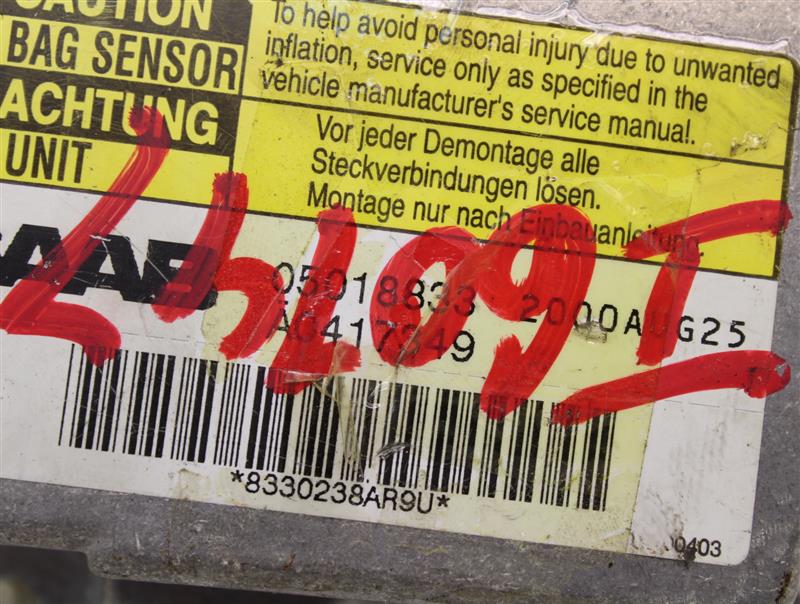 CAUTION
BAG SENSOR
ACHTUNG
UNIT
To help avoid personal injury due to unwanted
inflation, service only as specified in the
vehicle manufacturer's service manual.
Vor jeder Demontage alle
Steckverbindungen lösen.
Montage nur nach Einbauanleitung.
SAAB
05018833 2000AUG25
*8330238AR9U*
0403